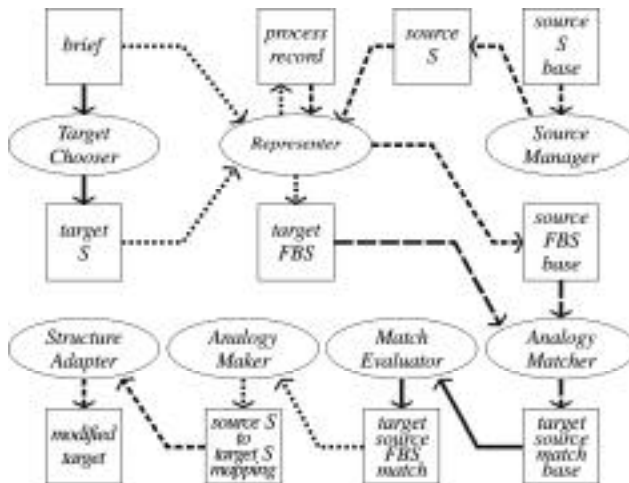 brief
process
record
source
S
source
S
base
Target
Chooser
Representer
Source
Manager
target
S
target
FBS
source
FBS
base
Structure
Adapter
Analogy
Maker
Match
Evaluator
Analogy
Matcher
modified
target
source S
to
target S
mapping
target
source
FBS
match
target
source
match
base